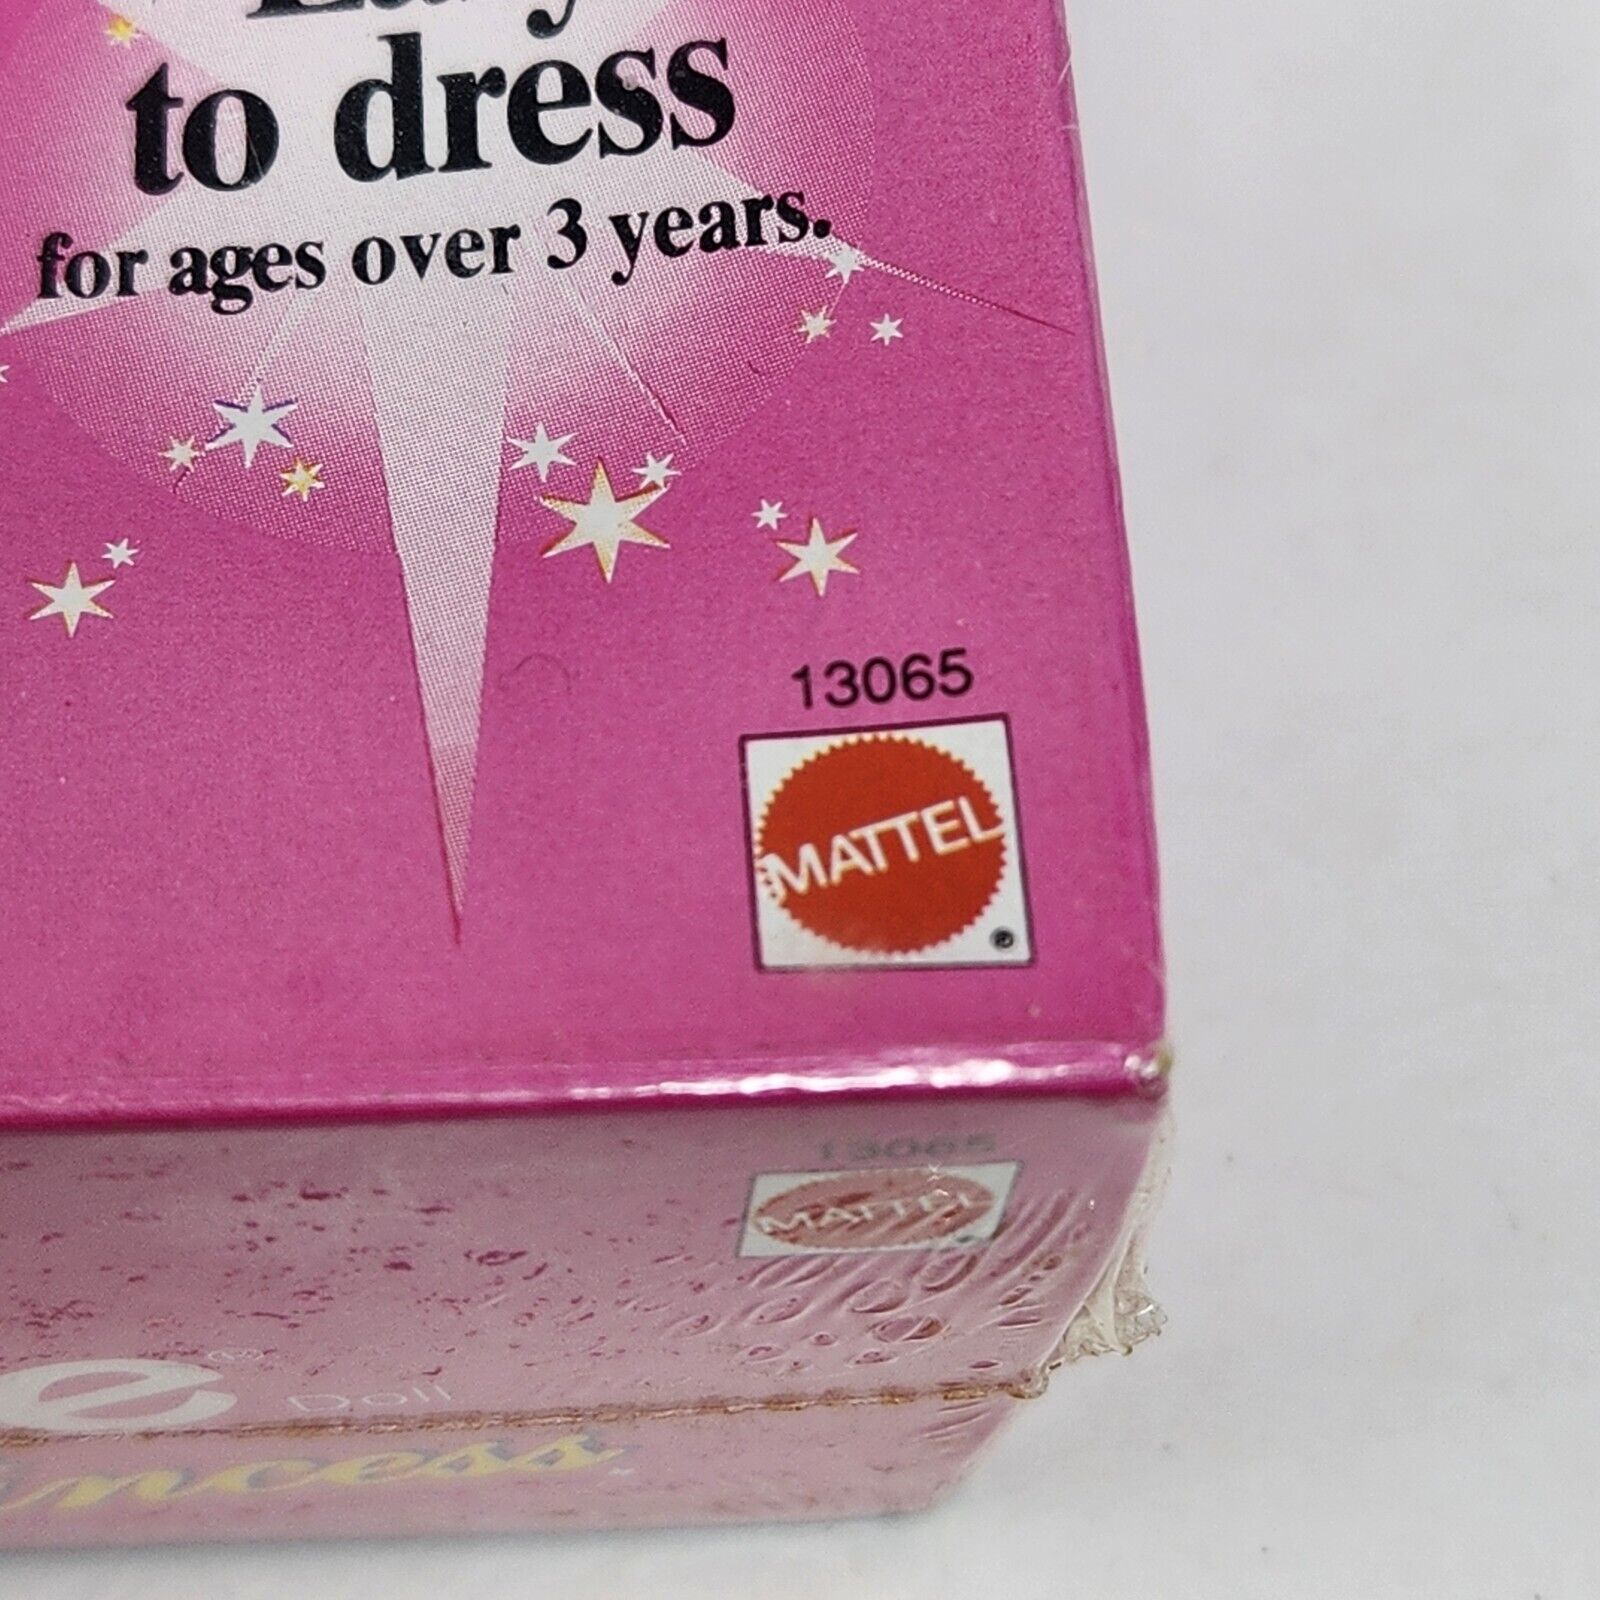 to dress
for ages over 3 years.
13065
MATTEL
®
13065
MATTEL
® Doll